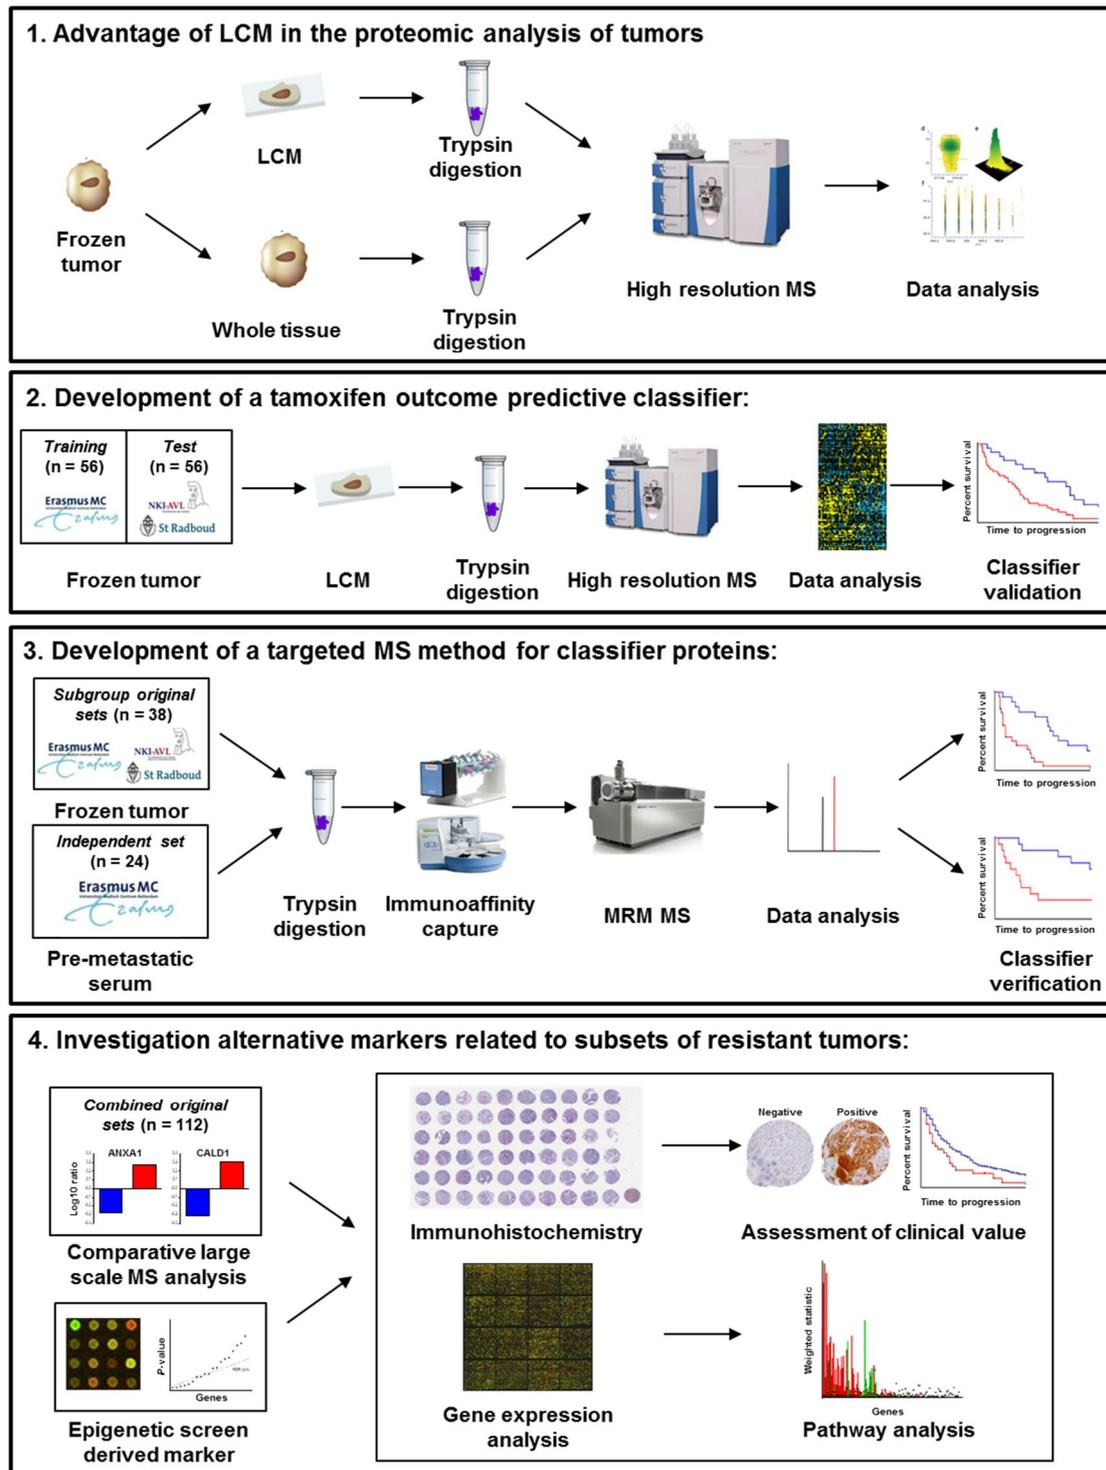 1. Advantage of LCM in the proteomic analysis of tumors
Frozen
tumor
LCM
Trypsin
digestion
Whole tissue
Trypsin
digestion
High resolution MS
Data analysis
2. Development of a tamoxifen outcome predictive classifier:
Training
(n = 56)
Erasmus MC
Test
(n = 56)
NKI-AVL
St Radboud
Frozen tumor
LCM
Trypsin
digestion
High resolution MS
Data analysis
Percent survival
Time to progression
Classifier
validation
3. Development of a targeted MS method for classifier proteins:
Subgroup original
sets (n = 38)
Erasmus MC
NKI-AVL
St Radboud
Frozen tumor
Independent set
(n = 24)
Erasmus MC
Pre-metastatic
serum
Trypsin
digestion
Immunoaffinity
capture
MRM MS
Data analysis
Percent survival
Time to progression
Percent survival
Time to progression
Classifier
verification
4. Investigation alternative markers related to subsets of resistant tumors:
Combined original
sets (n = 112)
ANXA1
CALD1
Log10 ratio
Comparative large
scale MS analysis
P-value
Genes
Epigenetic screen
derived marker
Immunohistochemistry
Negative
Positive
Percent survival
Time to progression
Assessment of clinical value
Gene expression
analysis
Weighted statistic
Genes
Pathway analysis